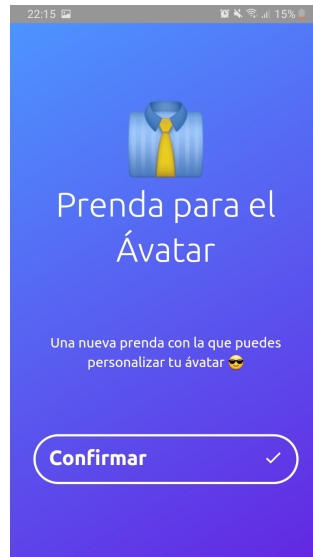 22:15 15%
Prenda para el
Ávatar
Una nueva prenda con la que puedes
personalizar tu ávatar 😎
Confirmar